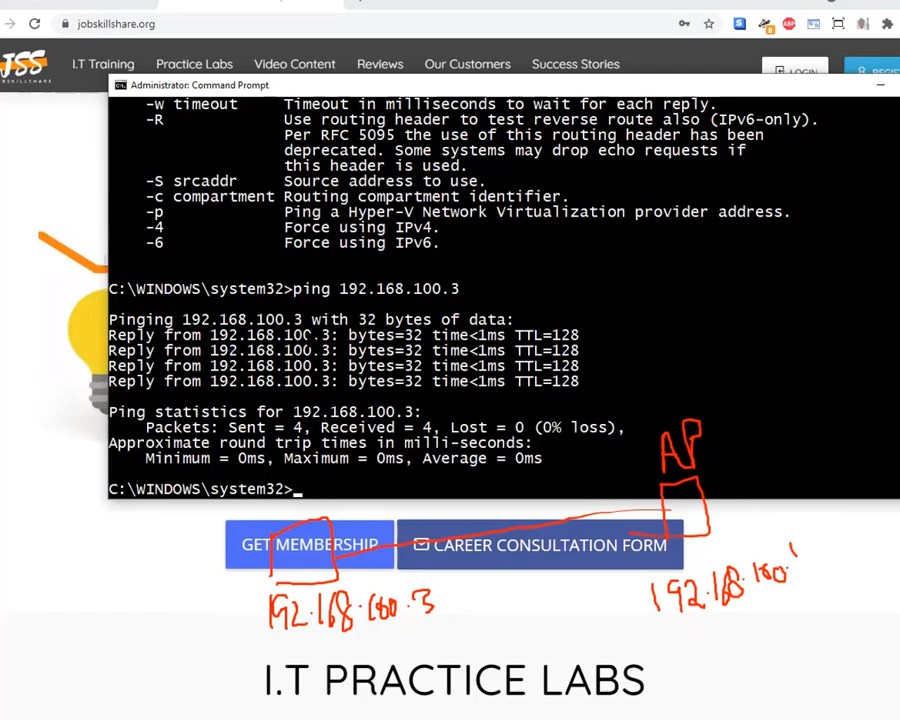 jobskillshare.org
JSS
I.T Training Practice Labs Video Content Reviews Our Customers Success Stories
Administrator: Command Prompt
-w timeout Timeout in milliseconds to wait for each reply.
-R Use routing header to test reverse route also (IPv6-only).
Per RFC 5095 the use of this routing header has been
deprecated. Some systems may drop echo requests if
this header is used.
-S srcaddr Source address to use.
-c compartment Routing compartment identifier.
-p Ping a Hyper-V Network Virtualization provider address.
-4 Force using IPv4.
-6 Force using IPv6.
C:\WINDOWS\system32>ping 192.168.100.3
Pinging 192.168.100.3 with 32 bytes of data:
Reply from 192.168.100.3: bytes=32 time<1ms TTL=128
Reply from 192.168.100.3: bytes=32 time<1ms TTL=128
Reply from 192.168.100.3: bytes=32 time<1ms TTL=128
Reply from 192.168.100.3: bytes=32 time<1ms TTL=128
Ping statistics for 192.168.100.3:
Packets: Sent = 4, Received = 4, Lost = 0 (0% loss),
Approximate round trip times in milli-seconds:
Minimum = 0ms, Maximum = 0ms, Average = 0ms
C:\WINDOWS\system32>
AP
GET MEMBERSHIP
CAREER CONSULTATION FORM
192.168.100.3
192.168.100.1
I.T PRACTICE LABS